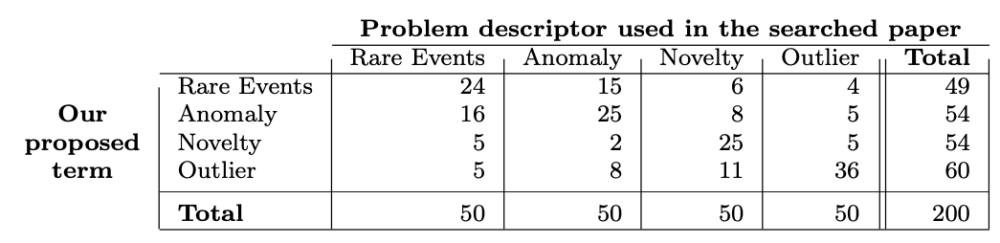 Problem descriptor used in the searched paper
Rare Events Anomaly Novelty Outlier Total
Rare Events 24 15 6 4 49
Our Anomaly 16 25 8 5 54
proposed Novelty 5 2 25 5 54
term Outlier 5 8 11 36 60
Total 50 50 50 50 200